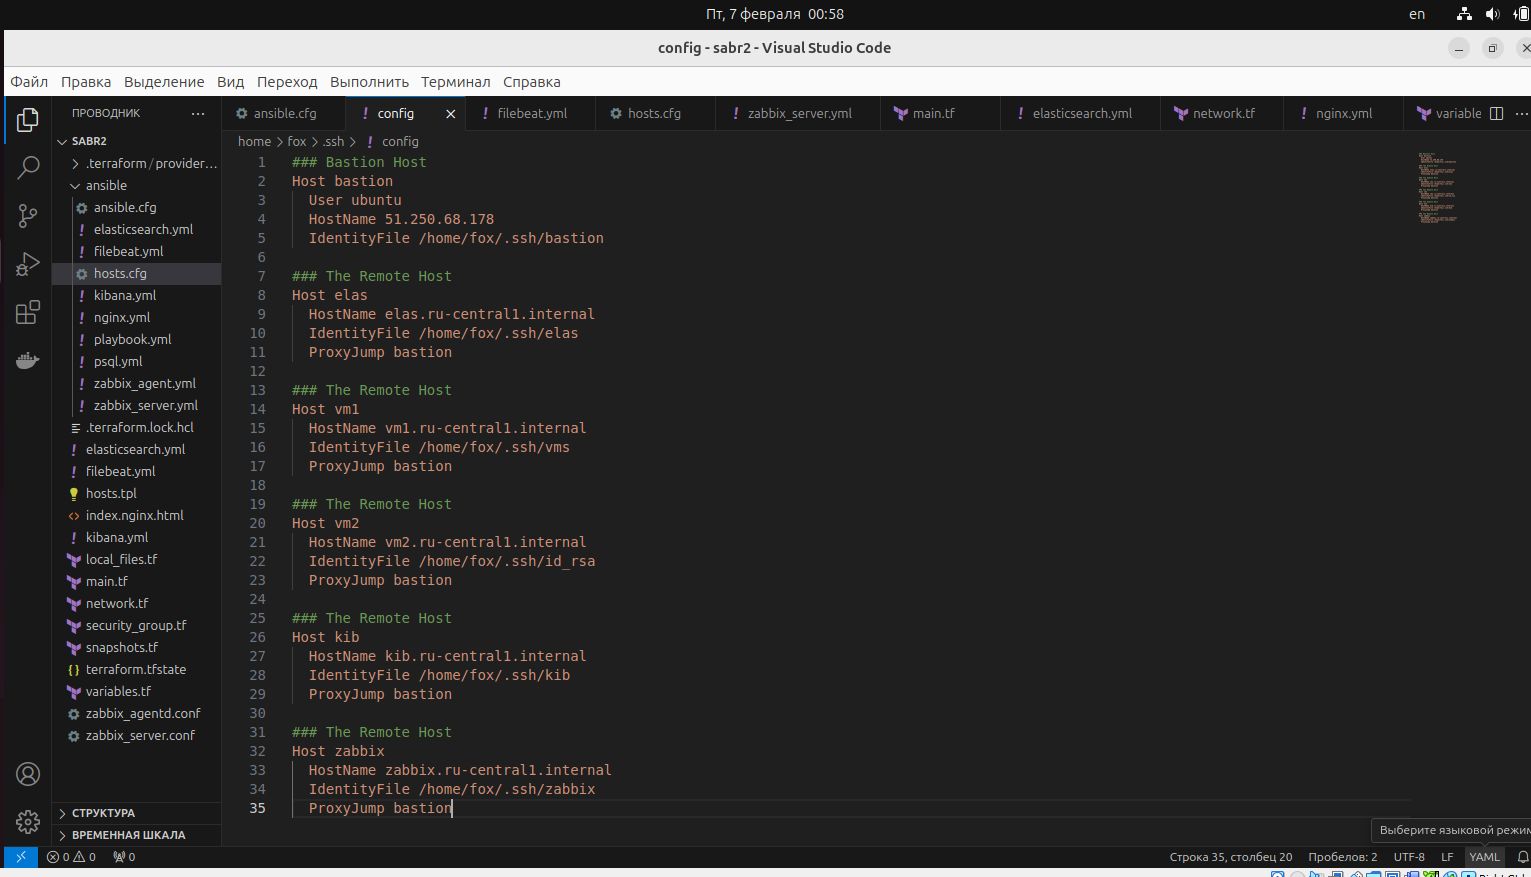 Пт, 7 февраля 00:58
en
config - sabr2 - Visual Studio Code
Файл Правка Выделение Вид Переход Выполнить Терминал Справка
ПРОВОДНИК
SABR2
.terraform / provider...
ansible
ansible.cfg
elasticsearch.yml
filebeat.yml
hosts.cfg
kibana.yml
nginx.yml
playbook.yml
psql.yml
zabbix_agent.yml
zabbix_server.yml
.terraform.lock.hcl
elasticsearch.yml
filebeat.yml
hosts.tpl
index.nginx.html
kibana.yml
local_files.tf
main.tf
network.tf
security_group.tf
snapshots.tf
terraform.tfstate
variables.tf
zabbix_agentd.conf
zabbix_server.conf
СТРУКТУРА
ВРЕМЕННАЯ ШКАЛА
ansible.cfg config filebeat.yml hosts.cfg zabbix_server.yml main.tf elasticsearch.yml network.tf nginx.yml variable
home > fox > .ssh > ! config
1 ### Bastion Host
2 Host bastion
3 User ubuntu
4 HostName 51.250.68.178
5 IdentityFile /home/fox/.ssh/bastion
6
7 ### The Remote Host
8 Host elas
9 HostName elas.ru-central1.internal
10 IdentityFile /home/fox/.ssh/elas
11 ProxyJump bastion
12
13 ### The Remote Host
14 Host vm1
15 HostName vm1.ru-central1.internal
16 IdentityFile /home/fox/.ssh/vms
17 ProxyJump bastion
18
19 ### The Remote Host
20 Host vm2
21 HostName vm2.ru-central1.internal
22 IdentityFile /home/fox/.ssh/id_rsa
23 ProxyJump bastion
24
25 ### The Remote Host
26 Host kib
27 HostName kib.ru-central1.internal
28 IdentityFile /home/fox/.ssh/kib
29 ProxyJump bastion
30
31 ### The Remote Host
32 Host zabbix
33 HostName zabbix.ru-central1.internal
34 IdentityFile /home/fox/.ssh/zabbix
35 ProxyJump bastion
Выберите языковой режим
0 0 0
Строка 35, столбец 20 Пробелов: 2 UTF-8 LF YAML